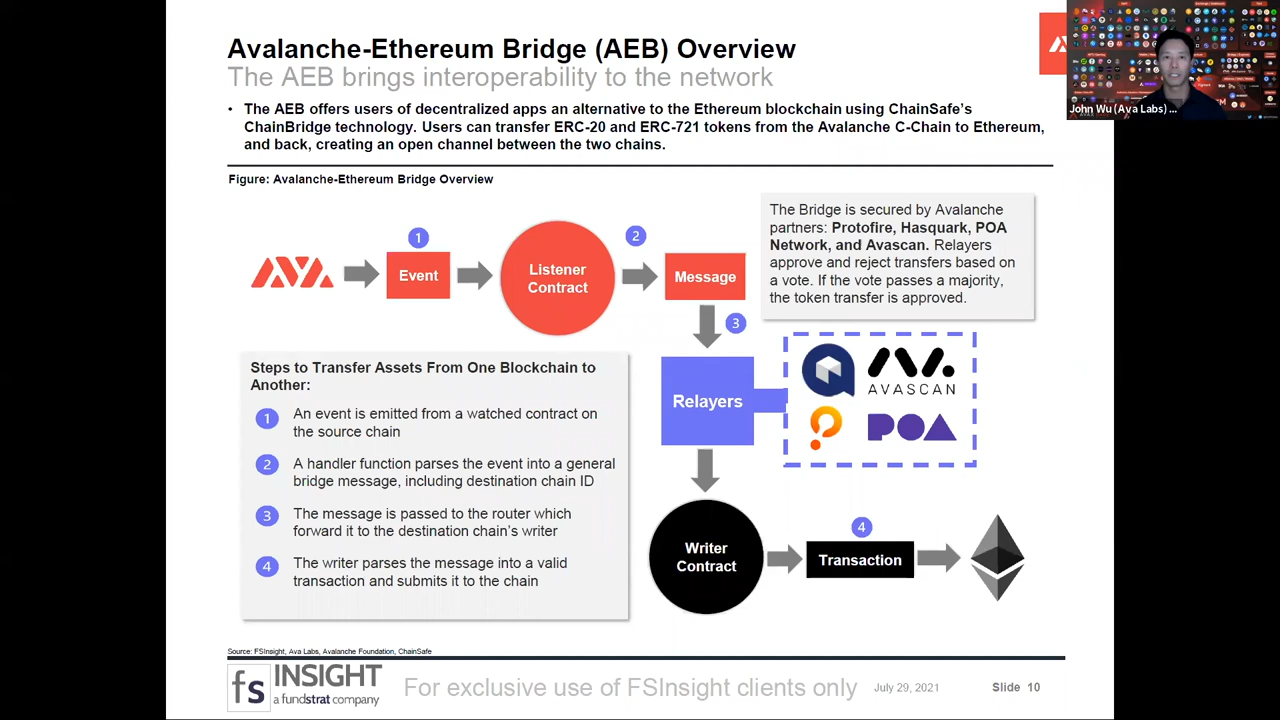 Avalanche-Ethereum Bridge (AEB) Overview
The AEB brings interoperability to the network
• The AEB offers uses of decentralized apps an alternative to the Ethereum blockchain using ChainSafe's
ChainBridge technology. Users can transfer ERC-20 and ERC-721 tokens from the Avalanche C-Chain to Ethereum,
and back, creating an open channel between the two chains.
John Wu (Ava Labs) ...
Figure: Avalanche-Ethereum Bridge Overview
AVA
1
Event
Listener
Contract
2
Message
3
The Bridge is secured by Avalanche
partners: Protofire, Hasquark, POA
Network, and Avascan. Relayers
approve and reject transfers based on
a vote. If the vote passes a majority,
the token transfer is approved.
Steps to Transfer Assets From One Blockchain to
Another:
1 An event is emitted from a watched contract on
the source chain
2 A handler function parses the event into a general
bridge message, including destination chain ID
3 The message is passed to the router which
forward it to the destination chain's writer
4 The writer parses the message into a valid
transaction and submits it to the chain
Relayers
AVA.
AVASCAN
POA
Writer
Contract
4
Transaction
Source: FSInsight, Ava Labs, Avalanche Foundation, ChainSafe
fs INSIGHT
a fundstrat company
For exclusive use of FSInsight clients only
July 29, 2021
Slide 10